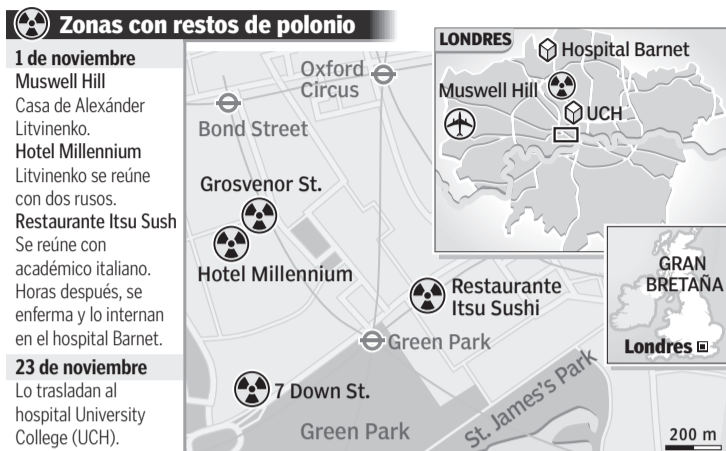 Zonas con restos de polonio
1 de noviembre
Muswell Hill
Casa de Alexánder
Litvinenko.
Hotel Millennium
Litvinenko se reúne
con dos rusos.
Restaurante Itsu Sush
Se reúne con
académico italiano.
Horas después, se
enferma y lo internan
en el hospital Barnet.
23 de noviembre
Lo trasladan al
hospital University
College (UCH).
Oxford
Circus
Bond Street
Grosvenor St.
Hotel Millennium
Restaurante
Itsu Sushi
Green Park
7 Down St.
Green Park
St. James's Park
LONDRES
Hospital Barnet
Muswell Hill
UCH
GRAN
BRETAÑA
Londres
200 m